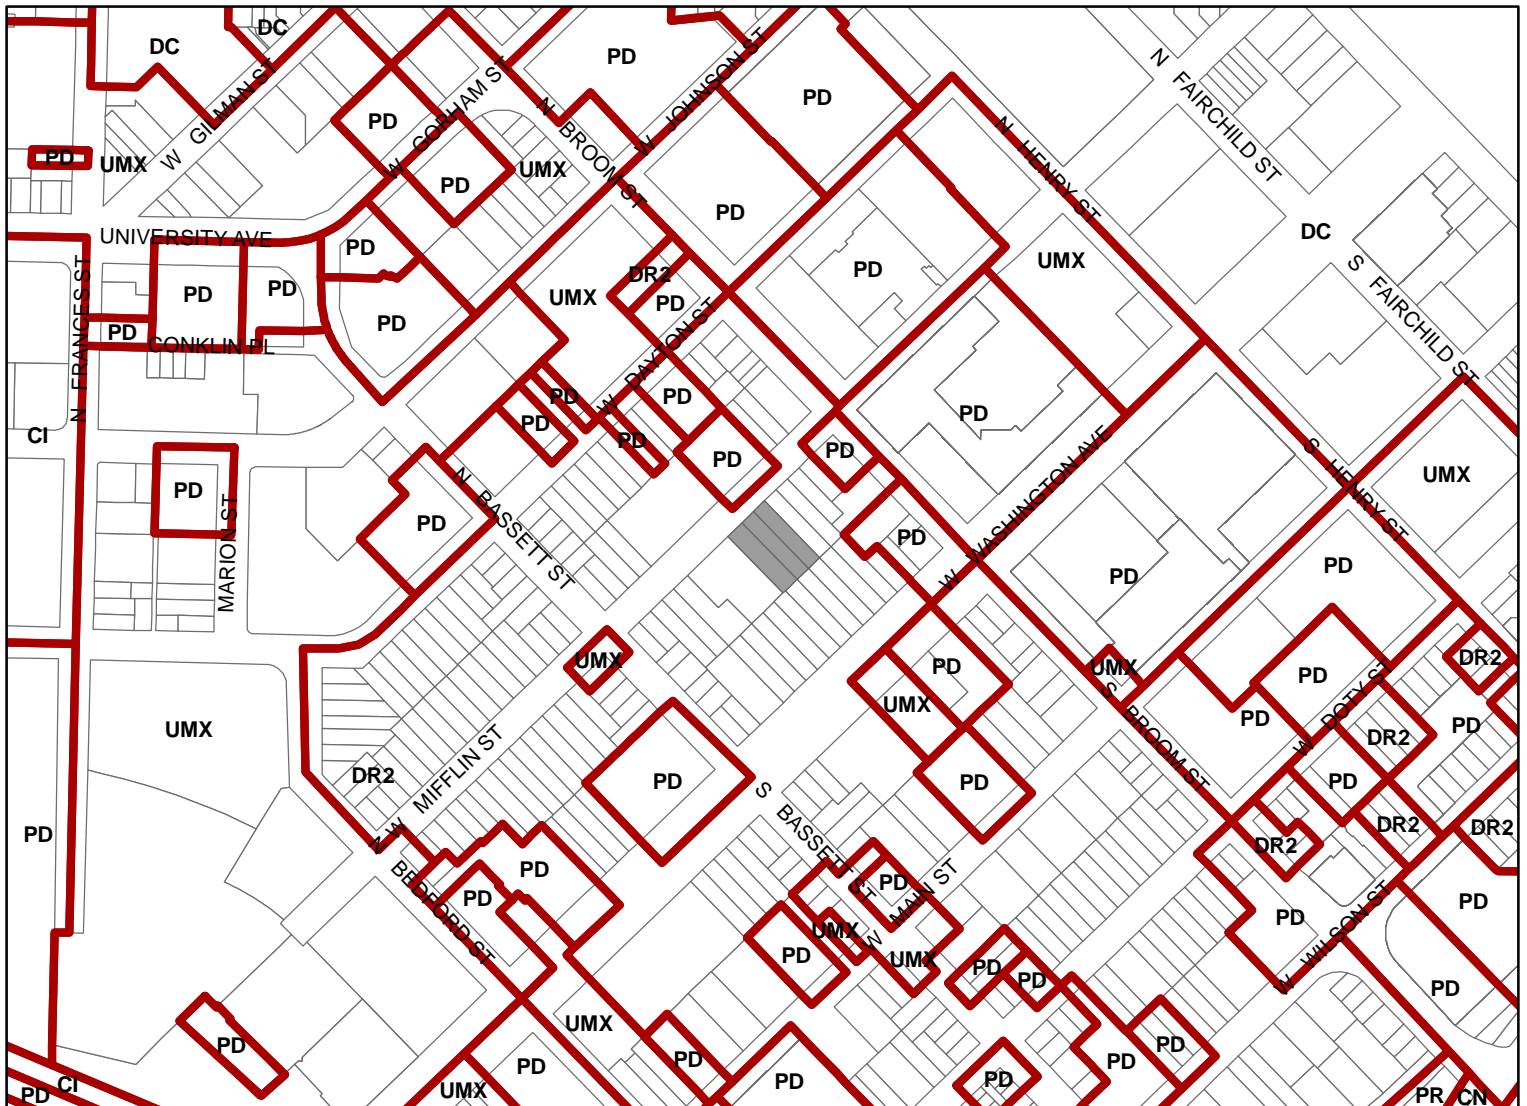 DC
DC
PD
PD
N FAIRCHILD ST
W GILMAN ST
PD
W GORHAM ST
N BROOM ST
W JOHNSON ST
N HENRY ST
PD
UMX
PD
UMX
PD
DC
UNIVERSITY AVE
PD
DR2
PD
UMX
S FAIRCHILD ST
PD
PD
UMX
PD
N FRANCES ST
PD
CONKLIN PL
PD
W DAYTON ST
PD
PD
PD
PD
CI
PD
PD
PD
W WASHINGTON AVE
S HENRY ST
UMX
PD
MARION ST
PD
N BASSETT ST
PD
PD
PD
UMX
PD
UMX
PD
DR2
UMX
PD
S BROOM ST
PD
W DOTY ST
PD
UMX
DR2
DR2
W MIFFLIN ST
PD
S BASSETT ST
PD
PD
PD
N BEDFORD ST
PD
PD
DR2
DR2
DR2
W MAIN ST
PD
PD
PD
W WILSON ST
UMX
PD
UMX
PD
PD
PD
UMX
PD
PD
PD
PD
PD
PD
PD
CI
PD
UMX
PD
PR
CN